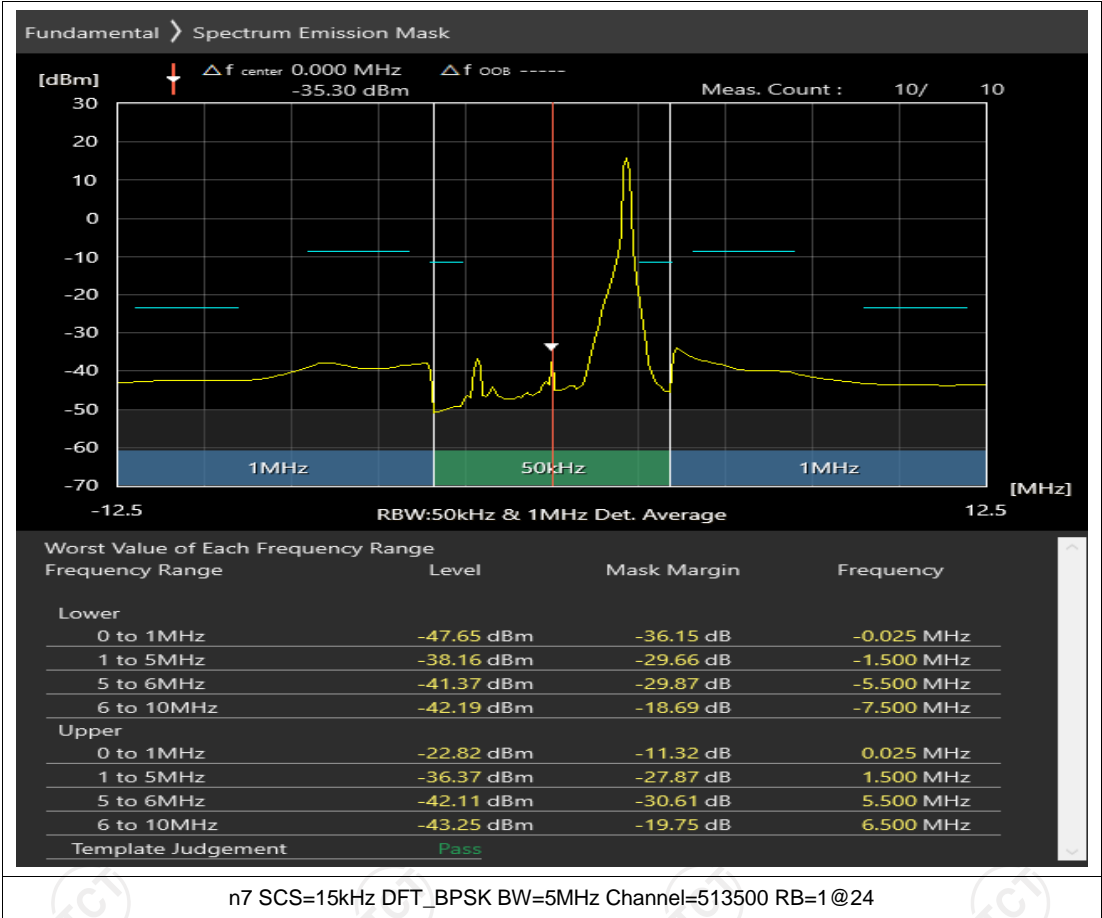 Fundamental ❯ Spectrum Emission Mask
[dBm] △f center 0.000 MHz △f OOB -----
-35.30 dBm Meas. Count : 10/ 10
30
20
10
0
-10
-20
-30
-40
-50
-60
1MHz 50kHz 1MHz
-70
[MHz]
-12.5 RBW:50kHz & 1MHz Det. Average 12.5
Worst Value of Each Frequency Range
Frequency Range Level Mask Margin Frequency
Lower
0 to 1MHz -47.65 dBm -36.15 dB -0.025 MHz
1 to 5MHz -38.16 dBm -29.66 dB -1.500 MHz
5 to 6MHz -41.37 dBm -29.87 dB -5.500 MHz
6 to 10MHz -42.19 dBm -18.69 dB -7.500 MHz
Upper
0 to 1MHz -22.82 dBm -11.32 dB 0.025 MHz
1 to 5MHz -36.37 dBm -27.87 dB 1.500 MHz
5 to 6MHz -42.11 dBm -30.61 dB 5.500 MHz
6 to 10MHz -43.25 dBm -19.75 dB 6.500 MHz
Template Judgement Pass
n7 SCS=15kHz DFT_BPSK BW=5MHz Channel=513500 RB=1@24
TCT TCT TCT TCT